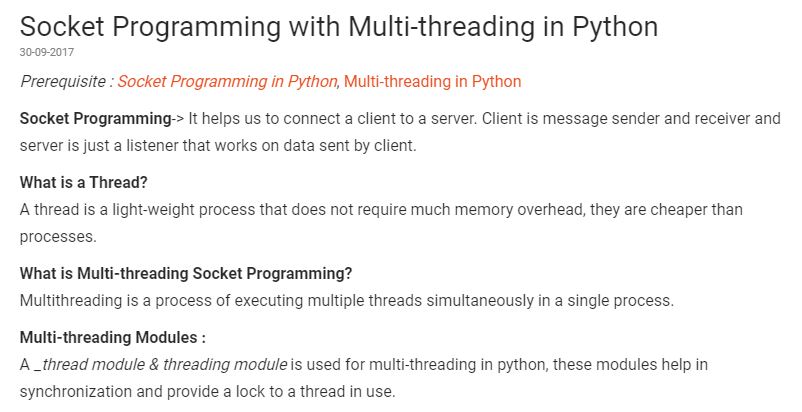 Socket Programming with Multi-threading in Python
30-09-2017
Prerequisite : Socket Programming in Python, Multi-threading in Python
Socket Programming-> It helps us to connect a client to a server. Client is message sender and receiver and
server is just a listener that works on data sent by client.
What is a Thread?
A thread is a light-weight process that does not require much memory overhead, they are cheaper than
processes.
What is Multi-threading Socket Programming?
Multithreading is a process of executing multiple threads simultaneously in a single process.
Multi-threading Modules :
A _thread module & threading module is used for multi-threading in python, these modules help in
synchronization and provide a lock to a thread in use.